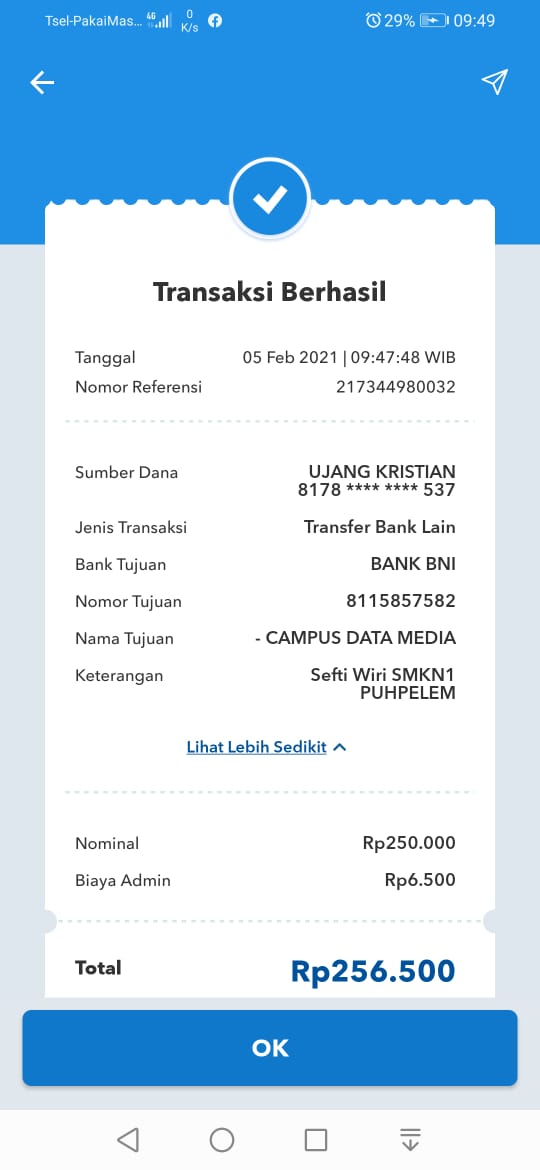 Tsel-PakaiMas... 4G 0 K/s 29% 09:49
Transaksi Berhasil
Tanggal 05 Feb 2021 | 09:47:48 WIB
Nomor Referensi 217344980032
Sumber Dana UJANG KRISTIAN
8178 **** **** 537
Jenis Transaksi Transfer Bank Lain
Bank Tujuan BANK BNI
Nomor Tujuan 8115857582
Nama Tujuan - CAMPUS DATA MEDIA
Keterangan Sefti Wiri SMKN1
PUHPELEM
Lihat Lebih Sedikit
Nominal Rp250.000
Biaya Admin Rp6.500
Total Rp256.500
OK